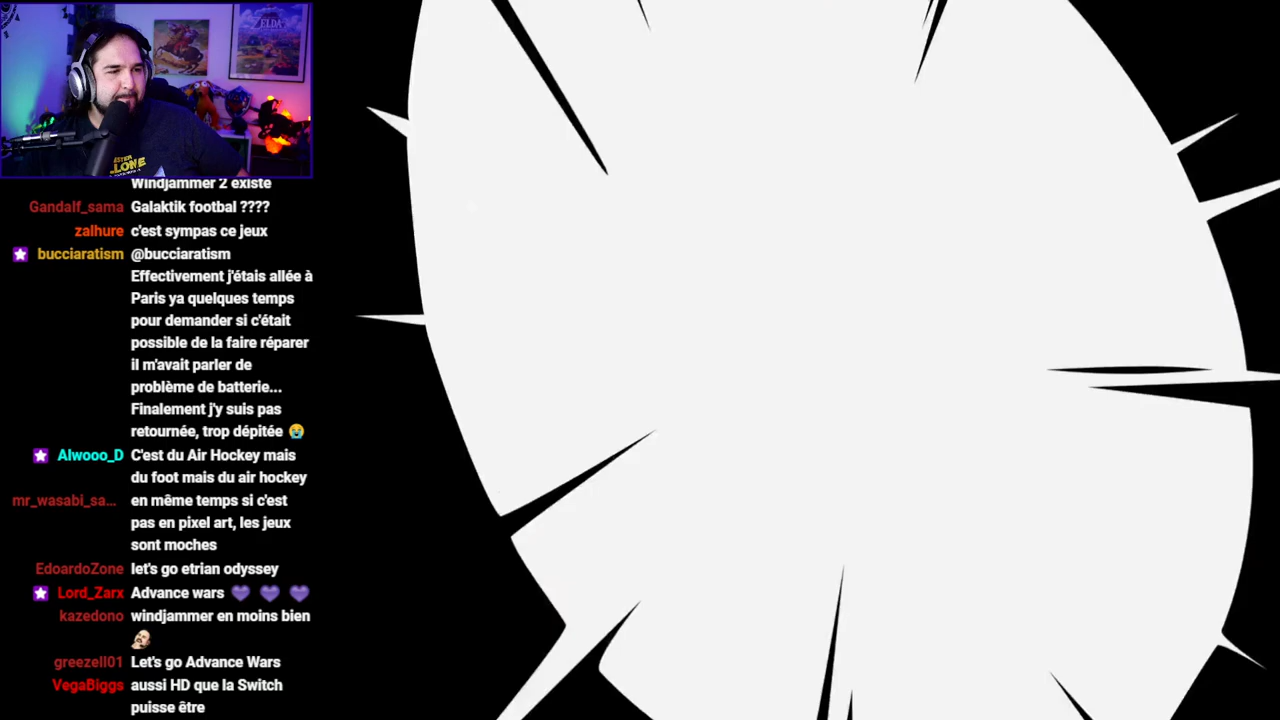 ZELDA
LONE
Windjammer 2 existe
Gandalf_sama Galaktik footbal ????
zalhure c'est sympas ce jeux
bucciaratism @bucciaratism
Effectivement j'étais allée à
Paris ya quelques temps
pour demander si c'était
possible de la faire réparer
il m'avait parler de
problème de batterie...
Finalement j'y suis pas
retournée, trop dépitée 😭
Alwooo_D C'est du Air Hockey mais
du foot mais du air hockey
mr_wasabi_sa... en même temps si c'est
pas en pixel art, les jeux
sont moches
EdoardoZone let's go etrian odyssey
Lord_Zarx Advance wars 💜 💜 💜
kazedono windjammer en moins bien
greezell01 Let's go Advance Wars
VegaBiggs aussi HD que la Switch
puisse être